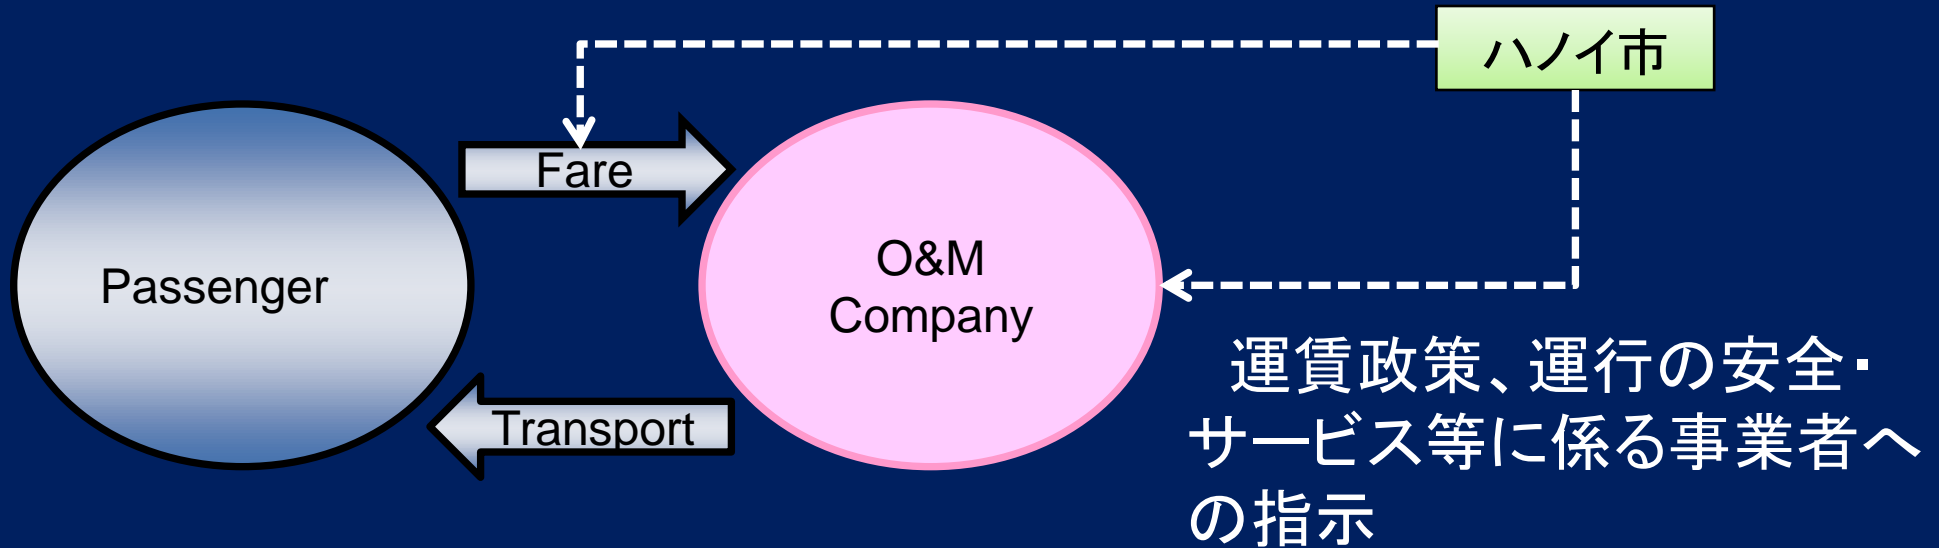 ハノイ市
Fare
Passenger
O&M
Company
Transport
運賃政策、運行の安全・
サービス等に係る事業者へ
の指示